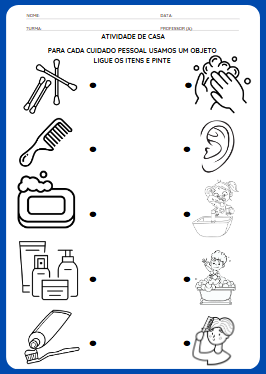 NOME: DATA:
TURMA: PROFESSOR (A):
ATIVIDADE DE CASA
PARA CADA CUIDADO PESSOAL USAMOS UM OBJETO
LIGUE OS ITENS E PINTE